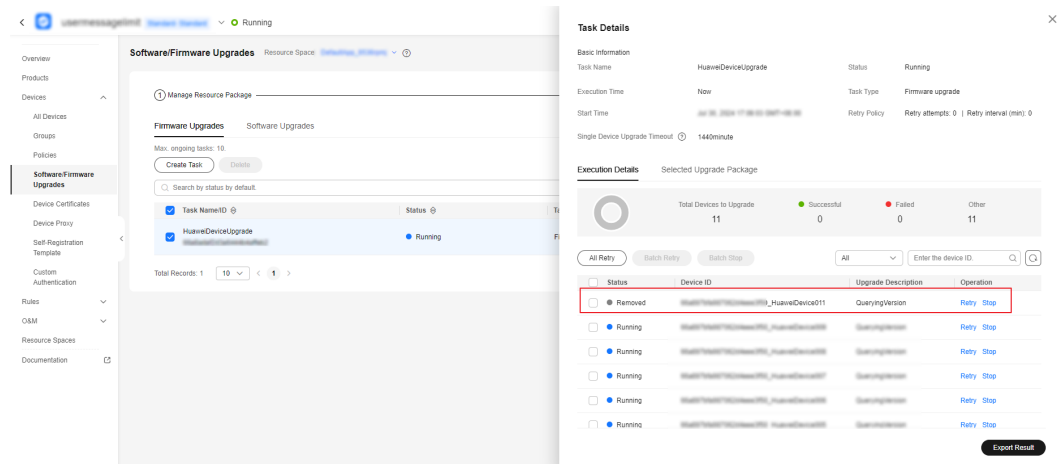 usermessagelimit
Running
Overview
Products
Devices
All Devices
Groups
Policies
Software/Firmware
Upgrades
Device Certificates
Device Proxy
Self-Registration
Template
Custom
Authentication
Rules
O&M
Resource Spaces
Documentation
Software/Firmware Upgrades Resource Space
1 Manage Resource Package
Firmware Upgrades Software Upgrades
Max. ongoing tasks: 10.
Create Task Delete
Search by status by default.
Task Name/ID Status
HuaweiDeviceUpgrade Running
Total Records: 1 10 < 1 >
Task Details
Basic Information
Task Name HuaweiDeviceUpgrade Status Running
Execution Time Now Task Type Firmware upgrade
Start Time Retry Policy Retry attempts: 0 | Retry interval (min): 0
Single Device Upgrade Timeout 1440minute
Execution Details Selected Upgrade Package
Total Devices to Upgrade Successful Failed Other
11 0 0 11
All Retry Batch Retry Batch Stop All Enter the device ID.
Status Device ID Upgrade Description Operation
Removed _HuaweiDevice011 QueryingVersion Retry Stop
Running Retry Stop
Running Retry Stop
Running Retry Stop
Running Retry Stop
Running Retry Stop
Export Result